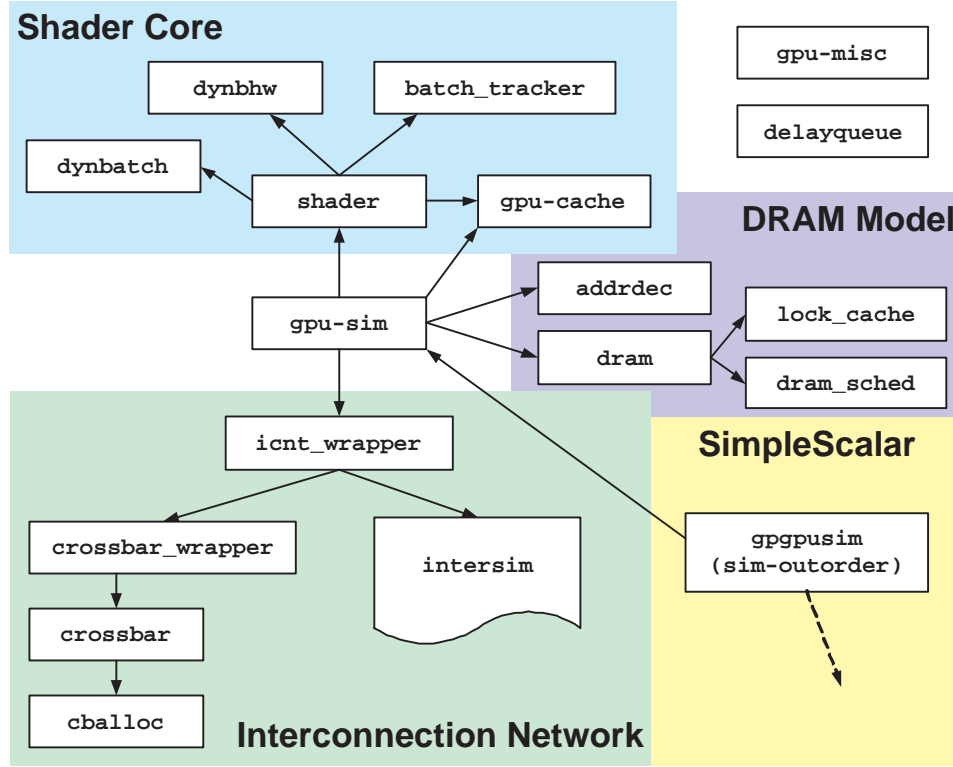 Shader Core
gpu-misc
dynbhw
batch_tracker
delayqueue
dynbatch
shader
gpu-cache
DRAM Model
addrdec
gpu-sim
lock_cache
dram
dram_sched
icnt_wrapper
SimpleScalar
crossbar_wrapper
intersim
gpgpusim
(sim-outorder)
crossbar
cballoc
Interconnection Network